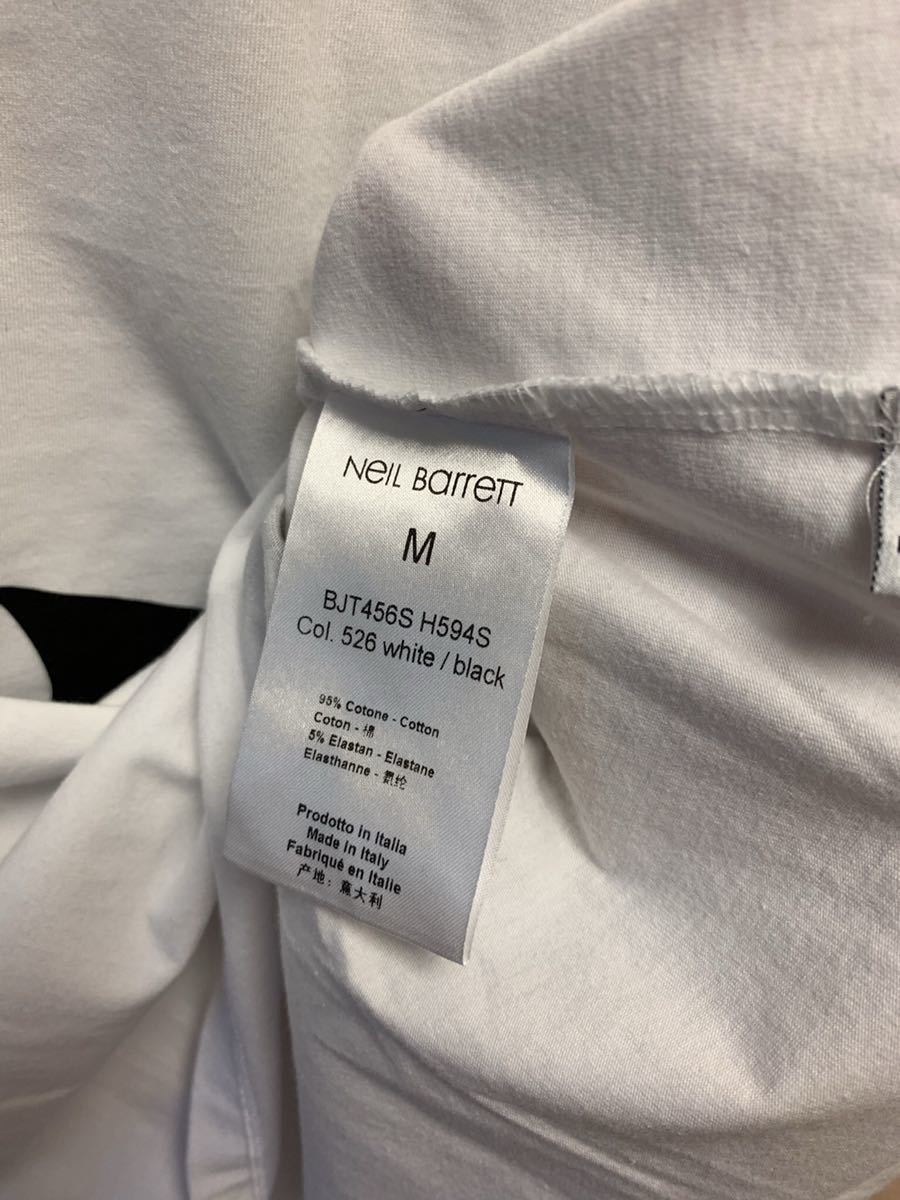 NeIL BarreTT
M
BJT456S H594S
Col. 526 white / black
95% Cotone - Cotton
Coton - 棉
5% Elastan - Elastane
Elasthanne - 氨纶
Prodotto in Italia
Made in Italy
Fabriqué en Italie
产地: 意大利